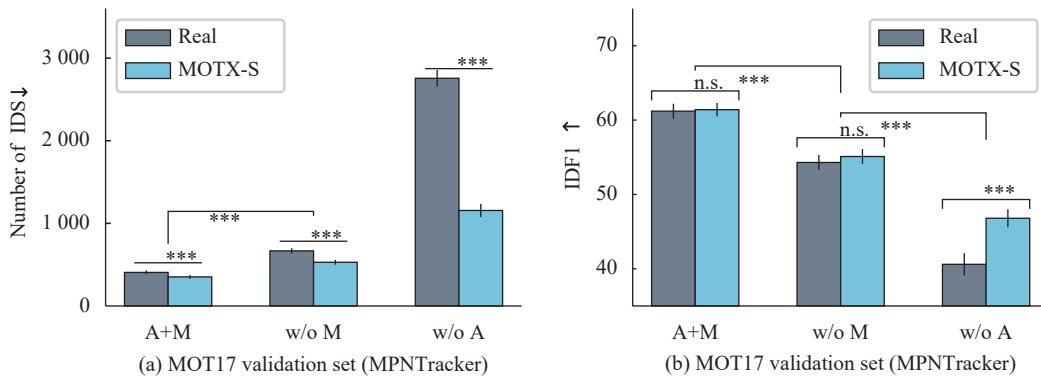 Number of IDS↓
3 000
2 000
1 000
0
Real
MOTX-S
***
***
***
***
A+M
w/o M
w/o A
(a) MOT17 validation set (MPNTracker)
IDF1 ↑
70
60
50
40
Real
MOTX-S
n.s.
***
n.s.
***
***
A+M
w/o M
w/o A
(b) MOT17 validation set (MPNTracker)